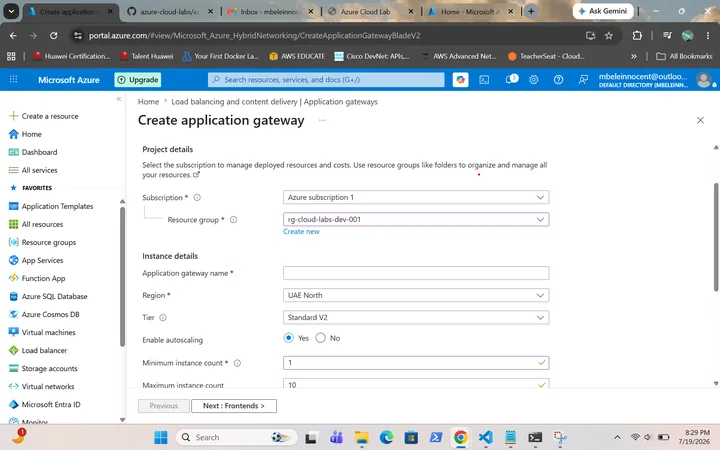 Create applicatio
azure-cloud-labs/a
Inbox - mbeleinnoc
Azure Cloud Lab
Home - Microsoft A
Ask Gemini
portal.azure.com/#view/Microsoft_Azure_HybridNetworking/CreateApplicationGatewayBladeV2
Huawei Certification...
Talent | Huawei
Your First Docker La...
AWS EDUCATE
Cisco DevNet: APIs,...
AWS Advanced Net...
TeacherSeat - Cloud...
All Bookmarks
Microsoft Azure
Upgrade
Search resources, services, and docs (G+/)
1
mbeleinnocent@outloo...
DEFAULT DIRECTORY (MBELEIN...
Create a resource
Home
Dashboard
All services
FAVORITES
Application Templates
All resources
Resource groups
App Services
Function App
Azure SQL Database
Azure Cosmos DB
Virtual machines
Load balancer
Storage accounts
Virtual networks
Microsoft Entra ID
Monitor
Home > Load balancing and content delivery | Application gateways
Create application gateway ...
Project details
Select the subscription to manage deployed resources and costs. Use resource groups like folders to organize and manage all
your resources.
Subscription * Azure subscription 1
Resource group * rg-cloud-labs-dev-001
Create new
Instance details
Application gateway name *
Region * UAE North
Tier Standard V2
Enable autoscaling Yes No
Minimum instance count * 1
Maximum instance count 10
Previous
Next : Frontends >
1
Search
8:29 PM
7/19/2026